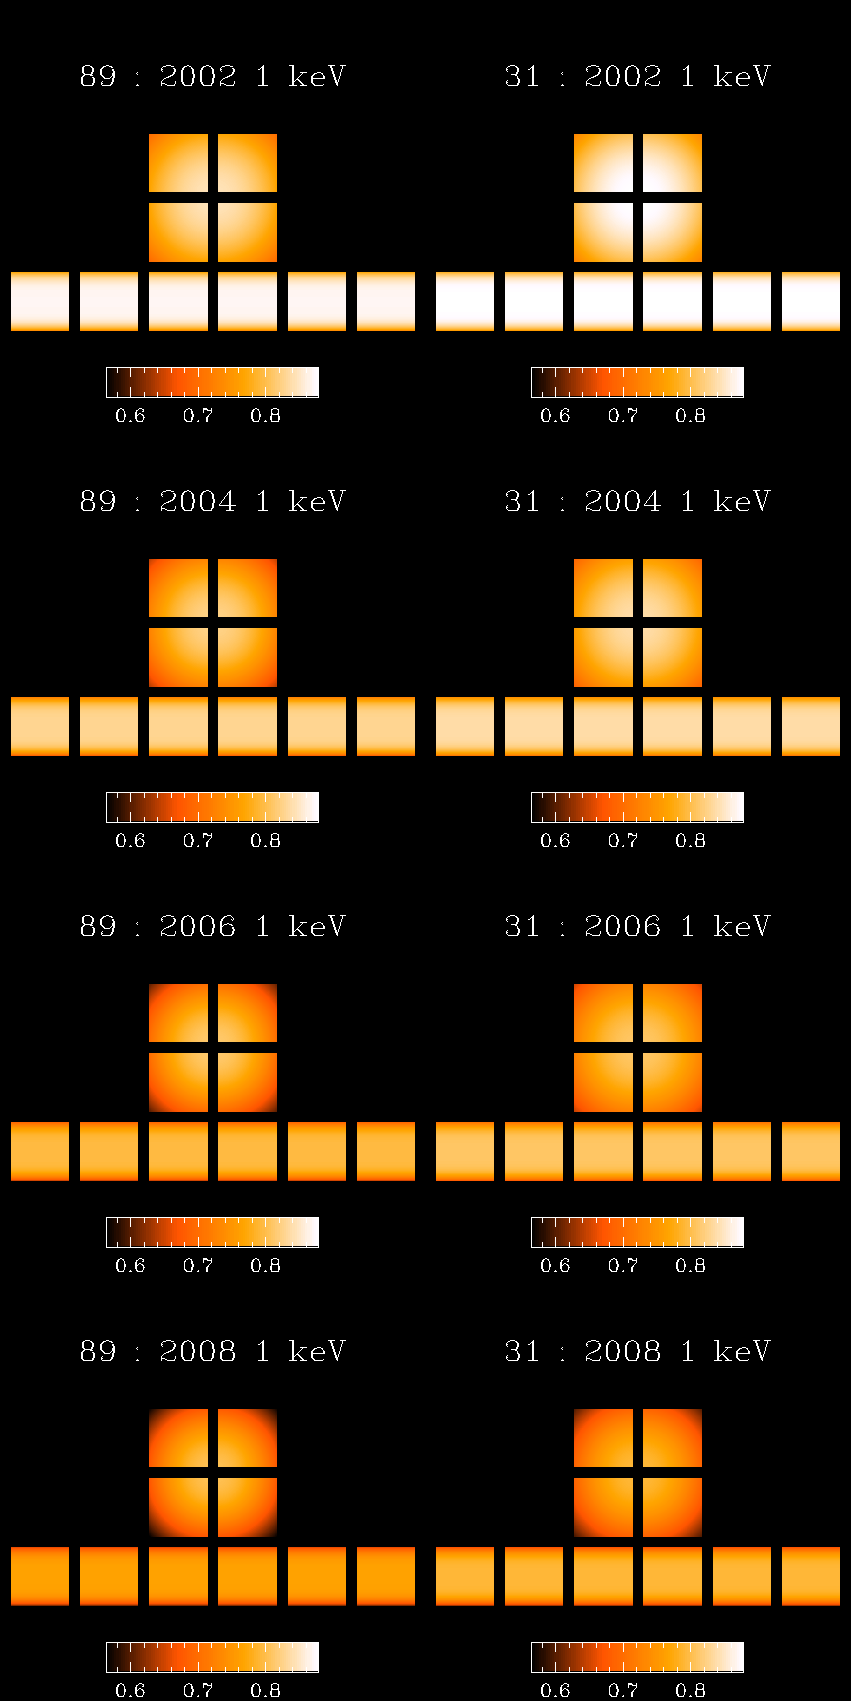 89 : 2002 1 keV
31 : 2002 1 keV
0.6 0.7 0.8
0.6 0.7 0.8
89 : 2004 1 keV
31 : 2004 1 keV
0.6 0.7 0.8
0.6 0.7 0.8
89 : 2006 1 keV
31 : 2006 1 keV
0.6 0.7 0.8
0.6 0.7 0.8
89 : 2008 1 keV
31 : 2008 1 keV
0.6 0.7 0.8
0.6 0.7 0.8